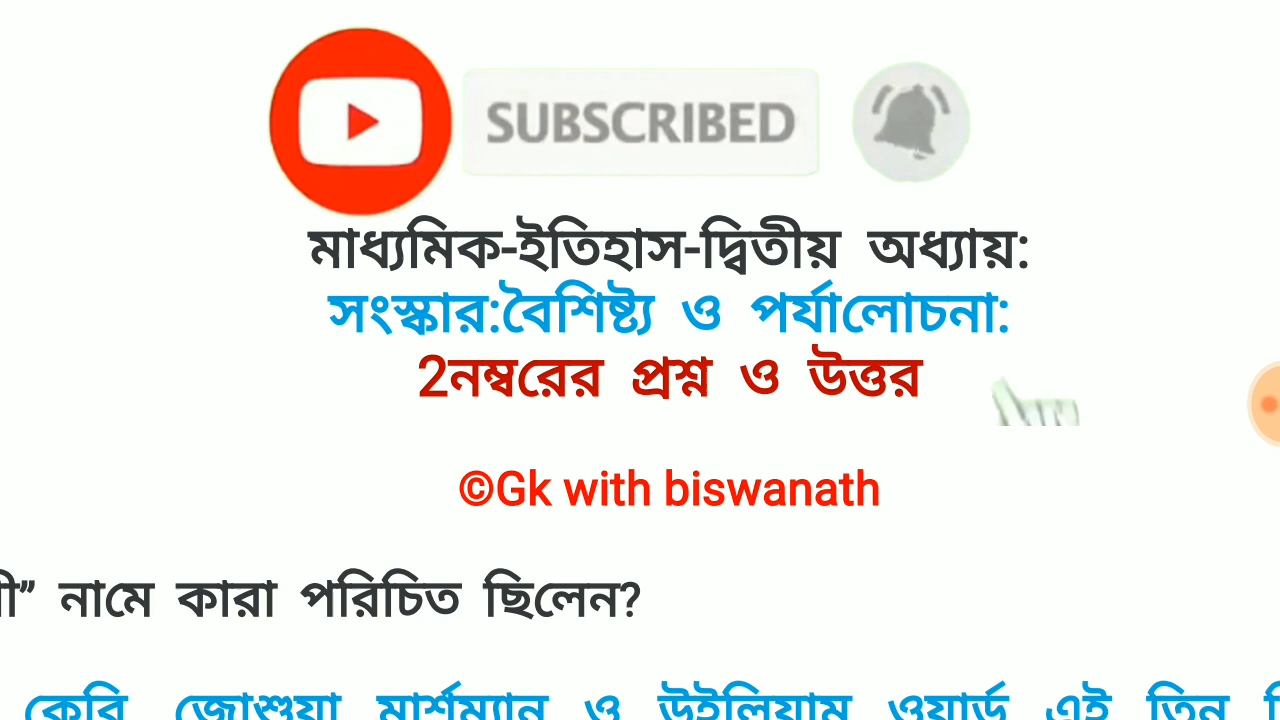 SUBSCRIBED
মাধ্যমিক-ইতিহাস-দ্বিতীয় অধ্যায়:
সংস্কার:বৈশিষ্ট্য ও পর্যালোচনা:
2নম্বরের প্রশ্ন ও উত্তর
©Gk with biswanath
নামে কারা পরিচিত ছিলেন?
কেরি জোশুয়া মার্শম্যান ও উইলিয়াম ওয়ার্ড এই তিন